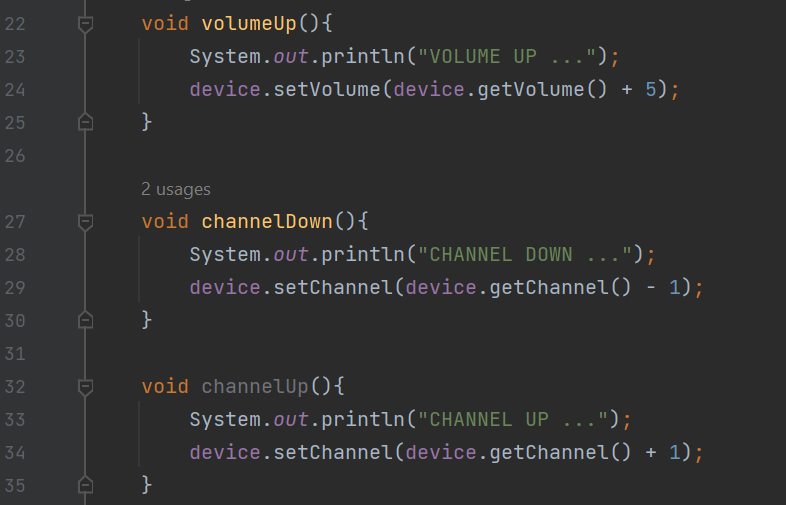 22 void volumeUp(){
23 System.out.println("VOLUME UP ...");
24 device.setVolume(device.getVolume() + 5);
25 }
26
2 usages
27 void channelDown(){
28 System.out.println("CHANNEL DOWN ...");
29 device.setChannel(device.getChannel() - 1);
30 }
31
32 void channelUp(){
33 System.out.println("CHANNEL UP ...");
34 device.setChannel(device.getChannel() + 1);
35 }